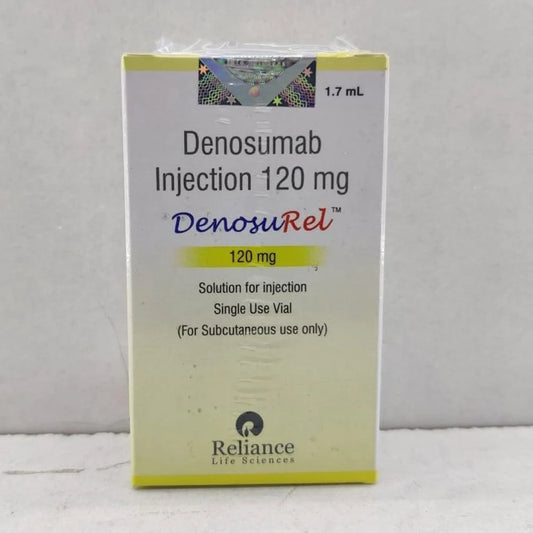 1.7 mL
Denosumab
Injection 120 mg
DenosuRel™
120 mg
Solution for injection
Single Use Vial
(For Subcutaneous use only)
Reliance
Life Sciences